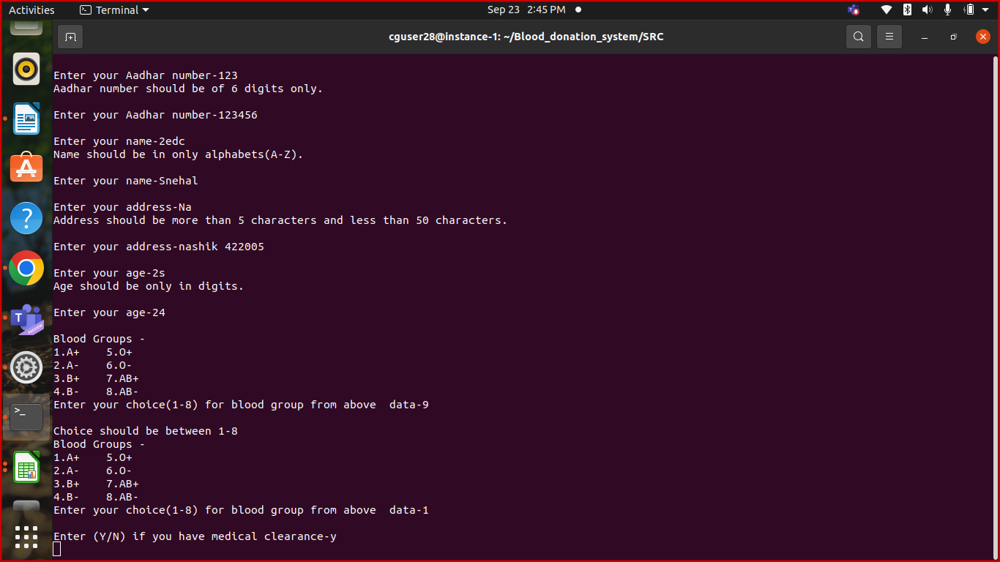 Activities Terminal Sep 23 2:45 PM
cguser28@instance-1: ~/Blood_donation_system/SRC
Enter your Aadhar number-123
Aadhar number should be of 6 digits only.
Enter your Aadhar number-123456
Enter your name-2edc
Name should be in only alphabets(A-Z).
Enter your name-Snehal
Enter your address-Na
Address should be more than 5 characters and less than 50 characters.
Enter your address-nashik 422005
Enter your age-2s
Age should be only in digits.
Enter your age-24
Blood Groups -
1.A+    5.O+
2.A-    6.O-
3.B+    7.AB+
4.B-    8.AB-
Enter your choice(1-8) for blood group from above  data-9
Choice should be between 1-8
Blood Groups -
1.A+    5.O+
2.A-    6.O-
3.B+    7.AB+
4.B-    8.AB-
Enter your choice(1-8) for blood group from above  data-1
Enter (Y/N) if you have medical clearance-y